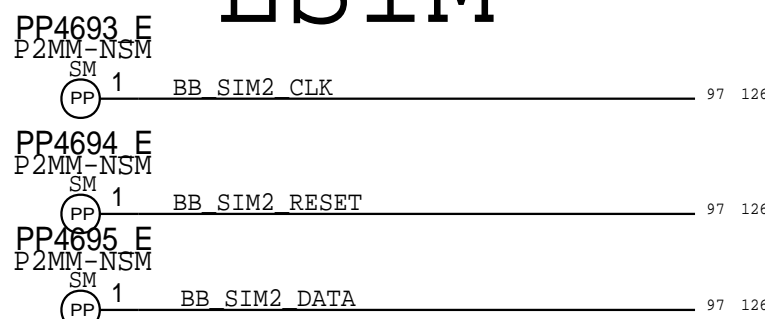 ESIM
PP4693_E
P2MM-NSM
SM
PP 1 BB_SIM2_CLK 97 126
PP4694_E
P2MM-NSM
SM
PP 1 BB_SIM2_RESET 97 126
PP4695_E
P2MM-NSM
SM
PP 1 BB_SIM2_DATA 97 126